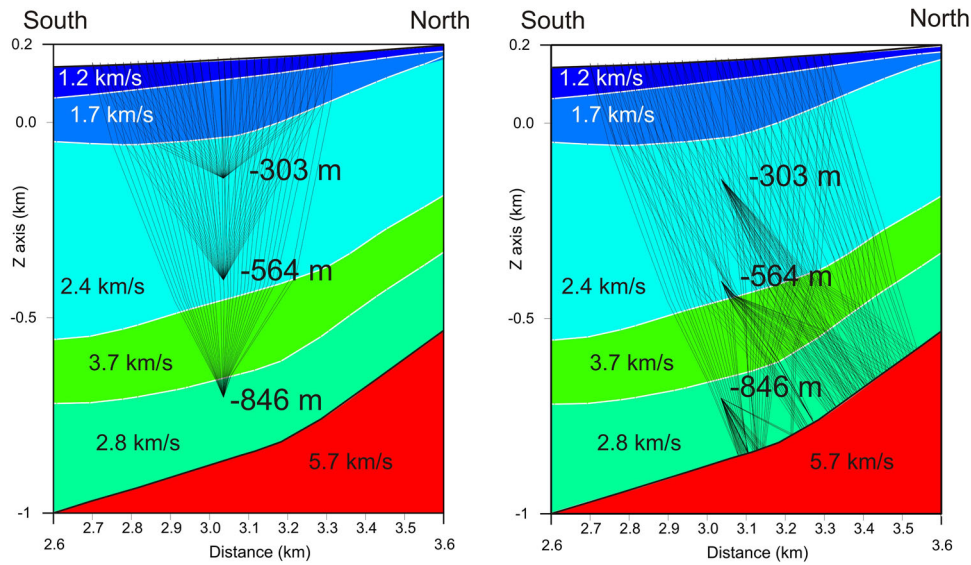 South North
0.2
1.2 km/s
1.7 km/s
0.0
-303 m
Z axis (km)
-564 m
2.4 km/s
-0.5
3.7 km/s
-846 m
2.8 km/s
5.7 km/s
-1
2.7 2.8 2.9 3.0 3.1 3.2 3.3 3.4 3.5
2.6 Distance (km) 3.6
South North
0.2
1.2 km/s
1.7 km/s
0.0
-303 m
Z axis (km)
-564 m
2.4 km/s
-0.5
3.7 km/s
-846 m
2.8 km/s
5.7 km/s
-1
2.7 2.8 2.9 3.0 3.1 3.2 3.3 3.4 3.5
2.6 Distance (km) 3.6